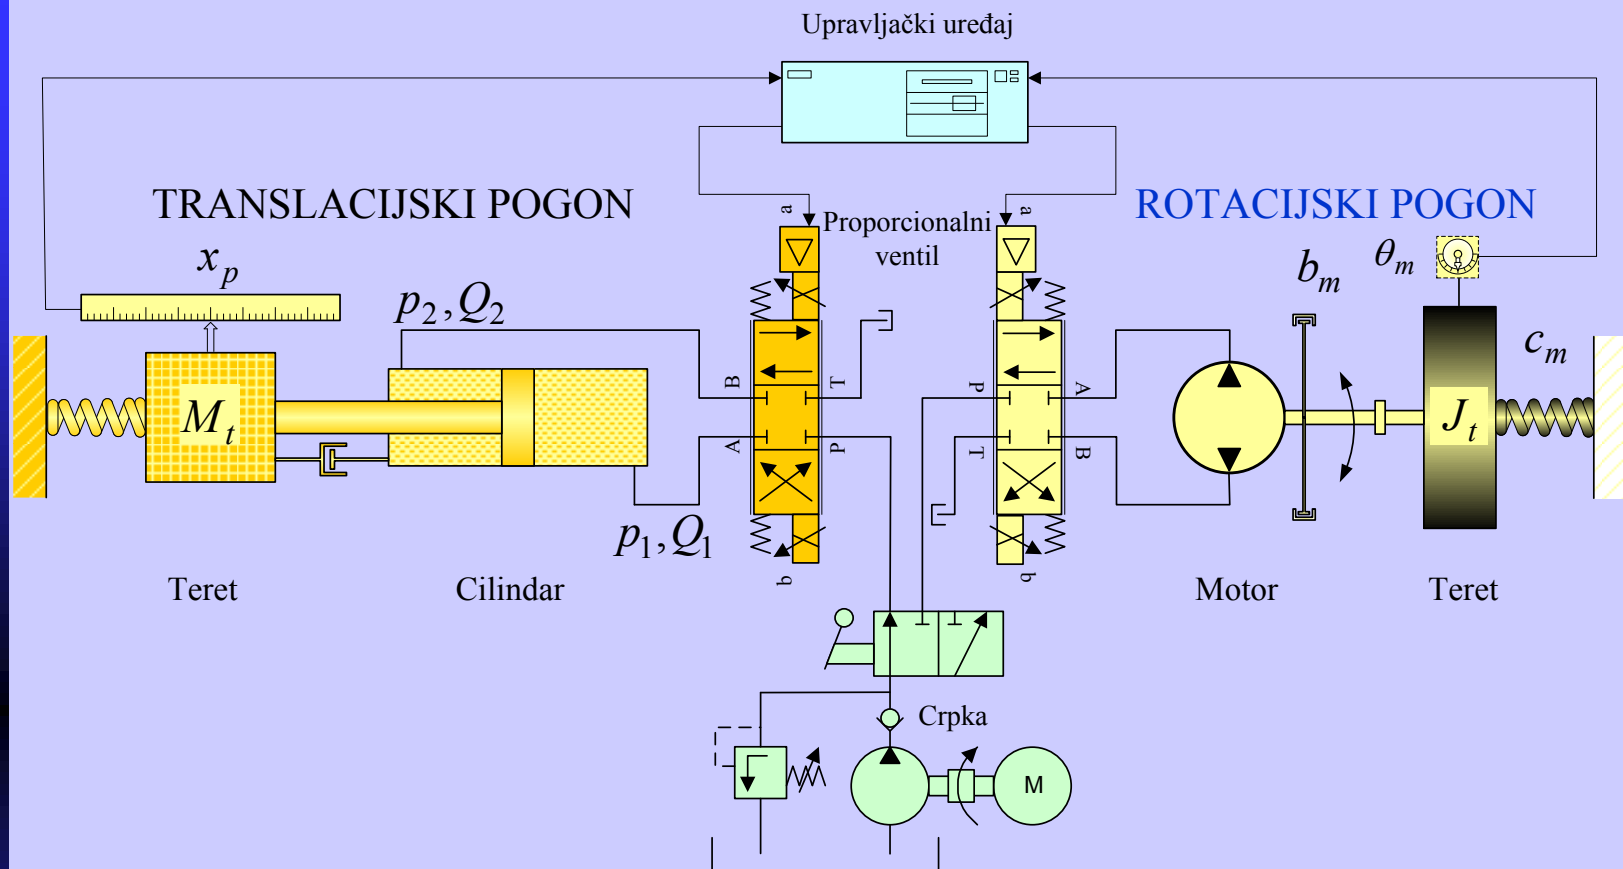 Upravljački uređaj
TRANSLACIJSKI POGON
a
Proporcionalni
ventil
a
ROTACIJSKI POGON
x_p
b_m
θ_m
p_2, Q_2
c_m
B
T
P
A
M_t
J_t
A
P
T
B
p_1, Q_1
b
b
Teret
Cilindar
Motor
Teret
Crpka
M